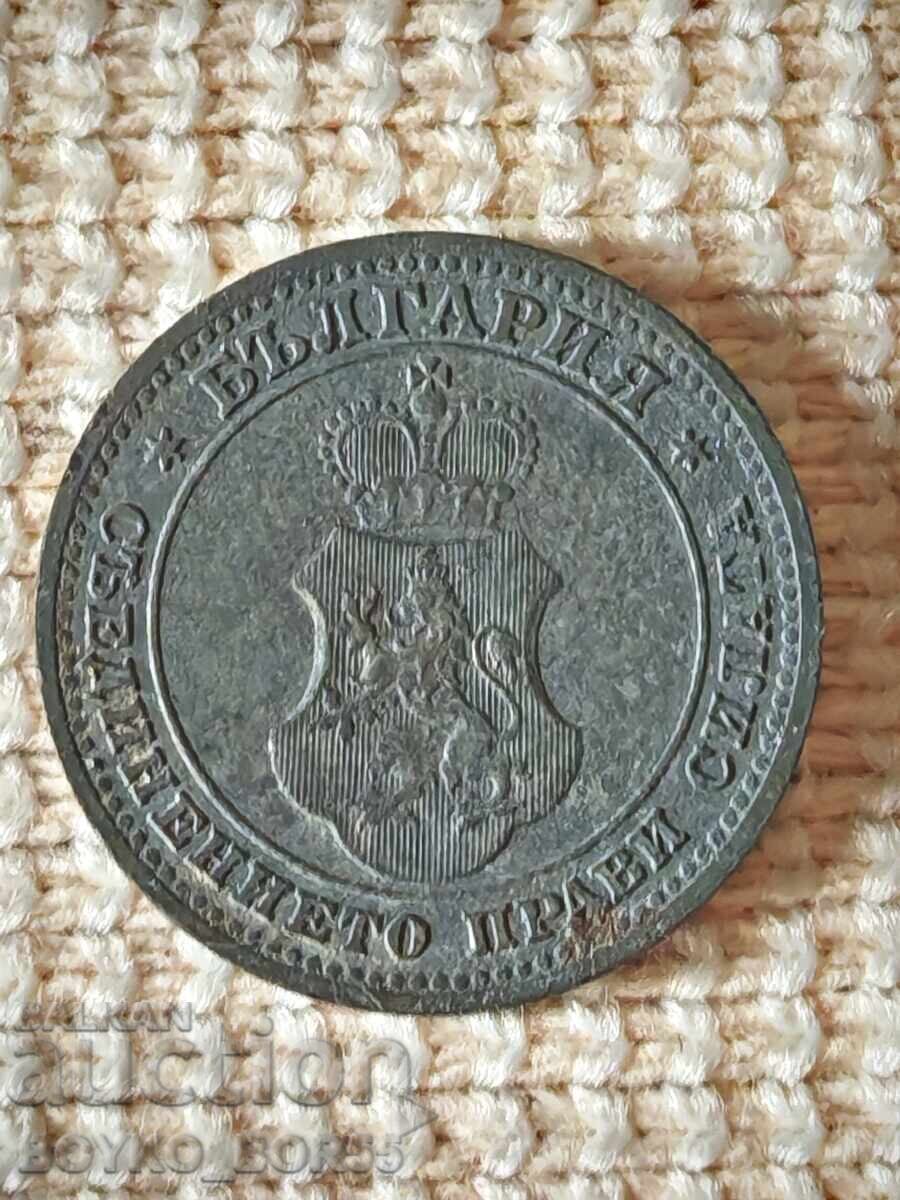 * БЪЛГАРИЯ *
СЪЕДИНЕНИЕТО ПРАВИ СИЛАТА
BALKAN
auction
BOYKO_BOR55